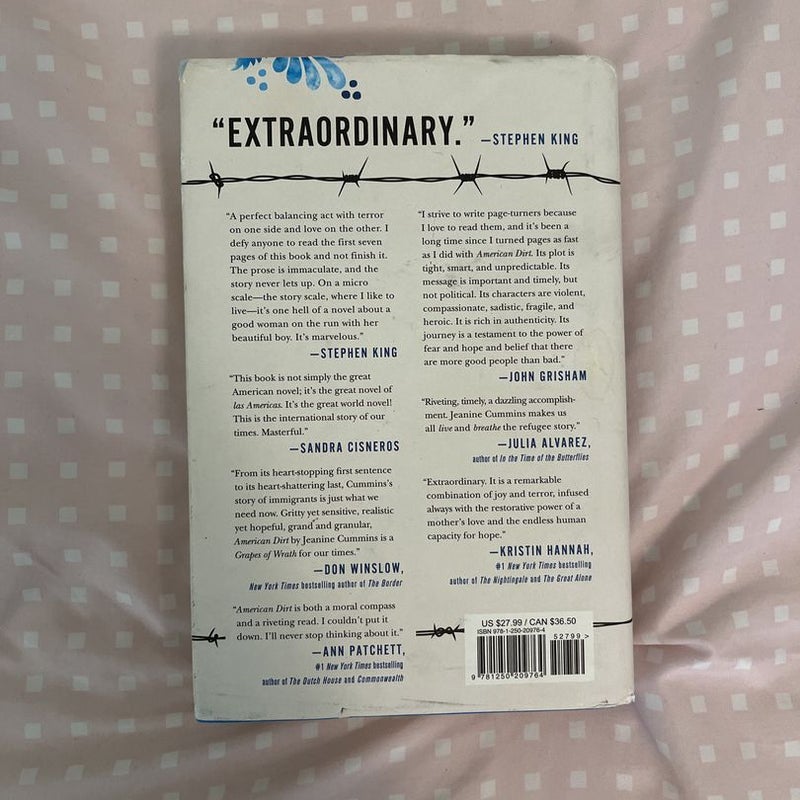 “EXTRAORDINARY.” —STEPHEN KING
“A perfect balancing act with terror
on one side and love on the other. I
defy anyone to read the first seven
pages of this book and not finish it.
The prose is immaculate, and the
story never lets up. On a micro
scale—the story scale, where I like to
live—it’s one hell of a novel about a
good woman on the run with her
beautiful boy. It’s marvelous.”
—STEPHEN KING
“This book is not simply the great
American novel; it’s the great novel of
las Americas. It’s the great world novel!
This is the international story of our
times. Masterful.”
—SANDRA CISNEROS
“From its heart-stopping first sentence
to its heart-shattering last, Cummins’s
story of immigrants is just what we
need now. Gritty yet sensitive, realistic
yet hopeful, grand and granular,
American Dirt by Jeanine Cummins is a
Grapes of Wrath for our times.”
—DON WINSLOW,
New York Times bestselling author of The Border
“American Dirt is both a moral compass
and a riveting read. I couldn’t put it
down. I’ll never stop thinking about it.”
—ANN PATCHETT,
#1 New York Times bestselling
author of The Dutch House and Commonwealth
“I strive to write page-turners because
I love to read them, and it’s been a
long time since I turned pages as fast
as I did with American Dirt. Its plot is
tight, smart, and unpredictable. Its
message is important and timely, but
not political. Its characters are violent,
compassionate, sadistic, fragile, and
heroic. It is rich in authenticity. Its
journey is a testament to the power of
fear and hope and belief that there
are more good people than bad.”
—JOHN GRISHAM
“Riveting, timely, a dazzling accomplish-
ment. Jeanine Cummins makes us
all live and breathe the refugee story.”
—JULIA ALVAREZ,
author of In the Time of the Butterflies
“Extraordinary. It is a remarkable
combination of joy and terror, infused
always with the restorative power of a
mother’s love and the endless human
capacity for hope.”
—KRISTIN HANNAH,
#1 New York Times bestselling
author of The Nightingale and The Great Alone
US $27.99 / CAN $36.50
ISBN 978-1-250-20976-4
52799 >
9 781250 209764